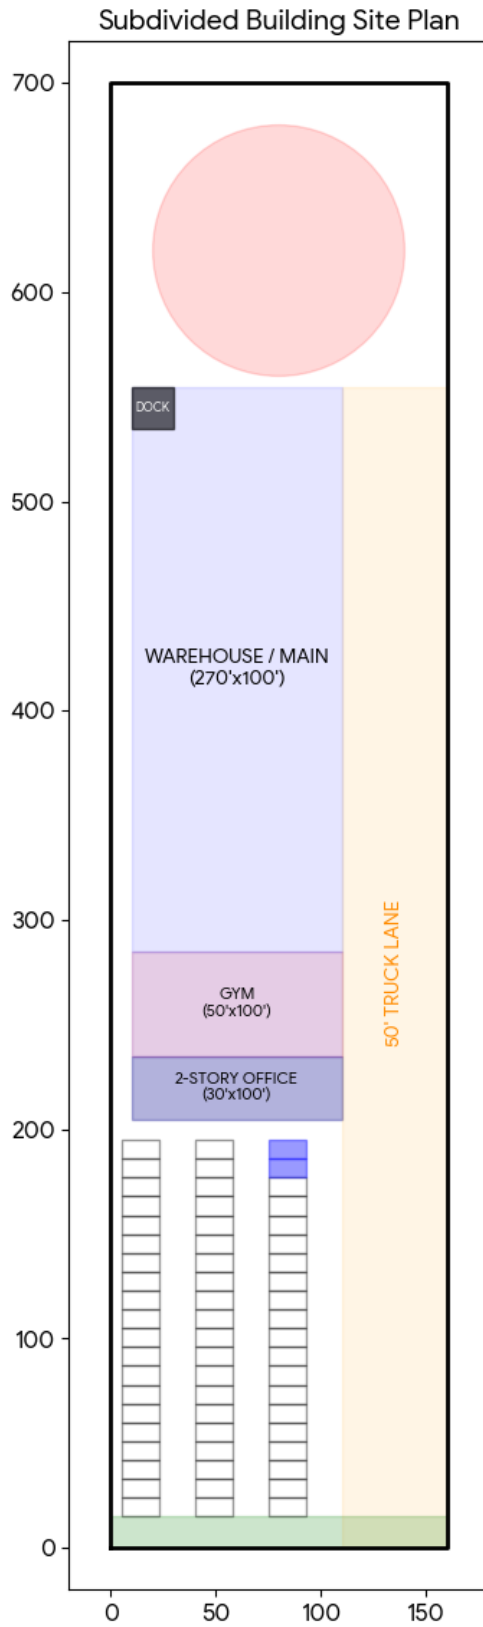 Subdivided Building Site Plan
700
600
DOCK
500
WAREHOUSE / MAIN
(270'x100')
400
300
50' TRUCK LANE
GYM
(50'x100')
2-STORY OFFICE
(30'x100')
200
100
0
0 50 100 150